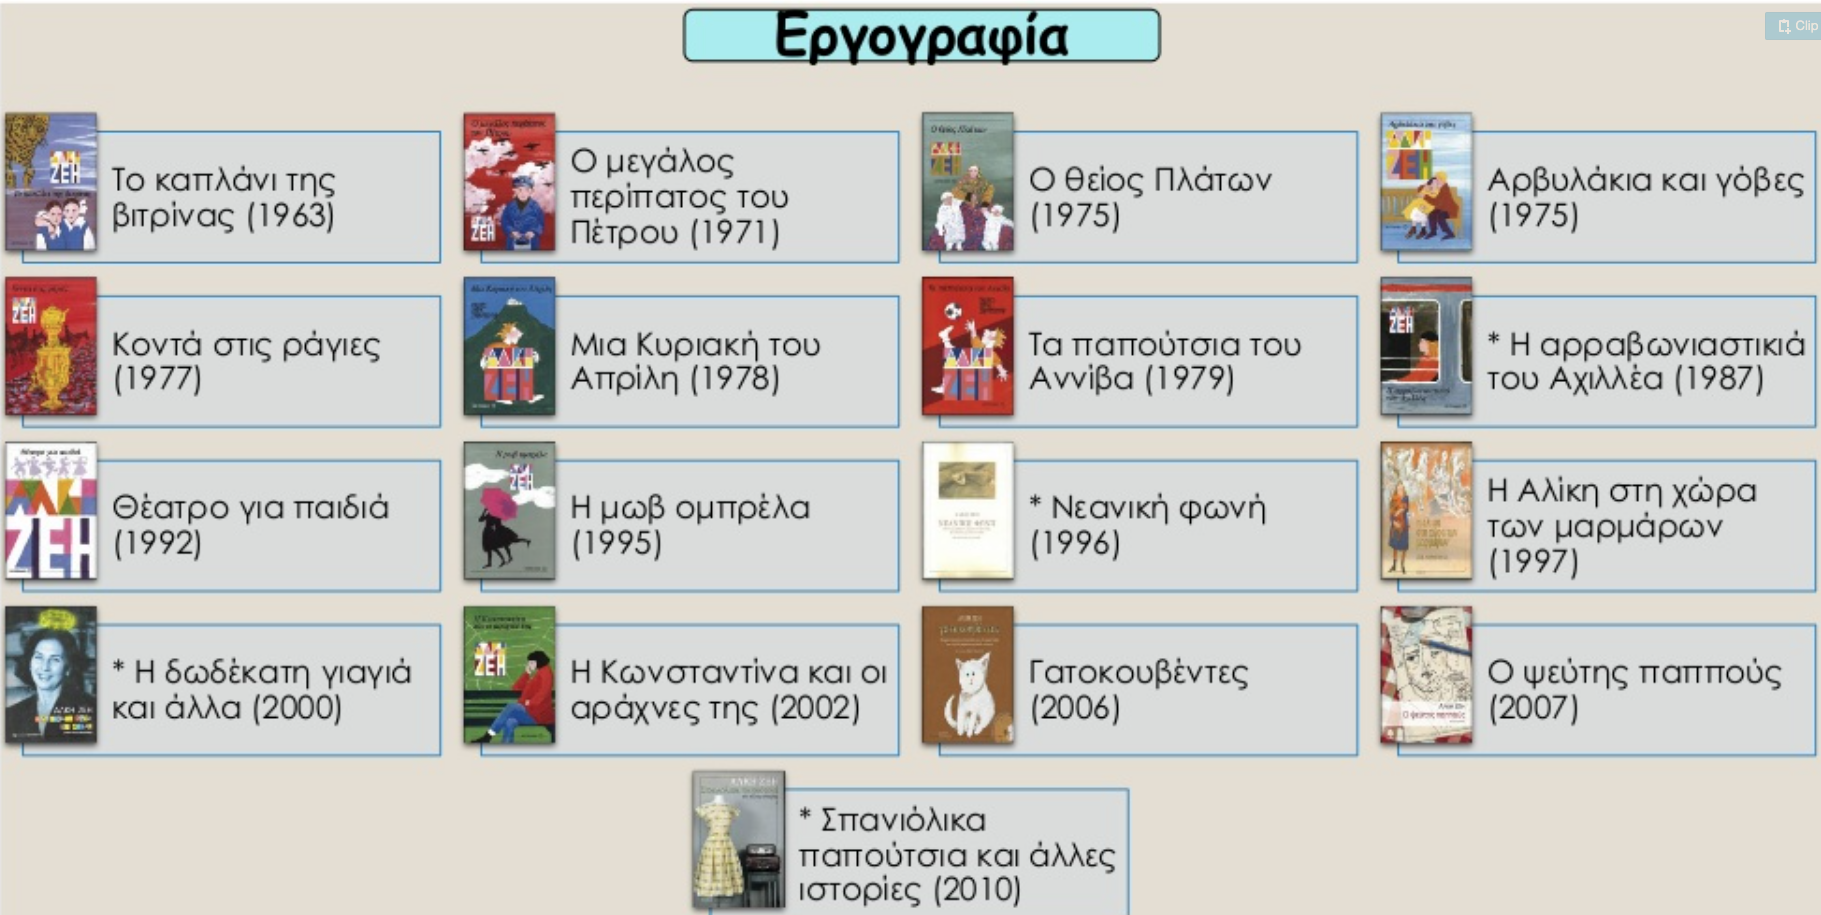 Εργογραφία
Clip
Το καπλάνι της
βιτρίνας (1963)
Ο μεγάλος
περίπατος του
Πέτρου (1971)
Ο θείος Πλάτων
(1975)
Αρβυλάκια και γόβες
(1975)
Κοντά στις ράγιες
(1977)
Μια Κυριακή του
Απρίλη (1978)
Τα παπούτσια του
Αννίβα (1979)
* Η αρραβωνιαστικιά
του Αχιλλέα (1987)
Θέατρο για παιδιά
(1992)
Η μωβ ομπρέλα
(1995)
* Νεανική φωνή
(1996)
Η Αλίκη στη χώρα
των μαρμάρων
(1997)
* Η δωδέκατη γιαγιά
και άλλα (2000)
Η Κωνσταντίνα και οι
αράχνες της (2002)
Γατοκουβέντες
(2006)
Ο ψεύτης παππούς
(2007)
* Σπανιόλικα
παπούτσια και άλλες
ιστορίες (2010)